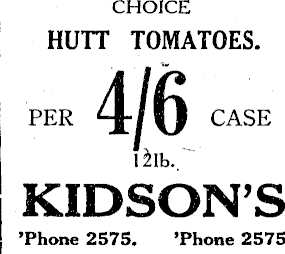 CHOICE
HUTT TOMATOES.
PER 4/6 CASE
12lb.
KIDSON'S
'Phone 2575. 'Phone 2575